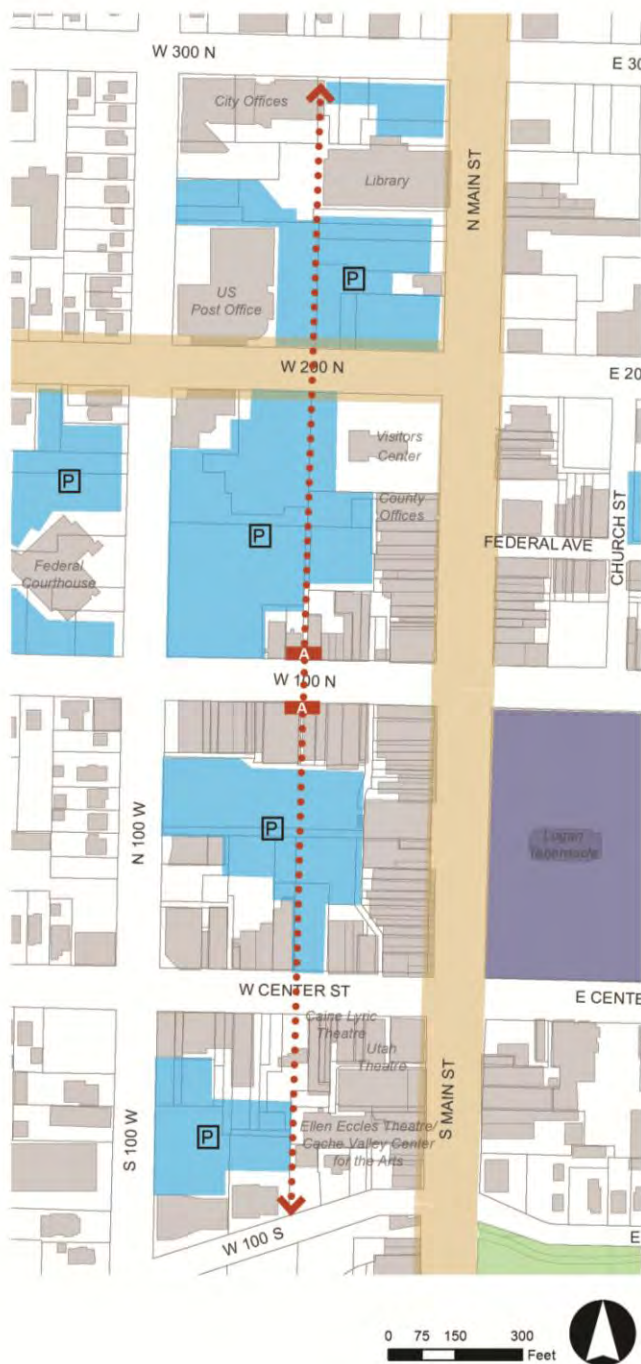 W 300 N
E 30
City Offices
Library
N MAIN ST
P
US
Post Office
W 200 N
E 20
Visitors
Center
P
County
Offices
P
CHURCH ST
FEDERAL AVE
Federal
Courthouse
A
W 100 N
A
P
N 100 W
Logan
Tabernacle
W CENTER ST
E CENTE
Caine Lyric
Theatre
Utah
Theatre
S MAIN ST
P
Ellen Eccles Theatre/
Cache Valley Center
for the Arts
S 100 W
W 100 S
E
0 75 150 300
Feet